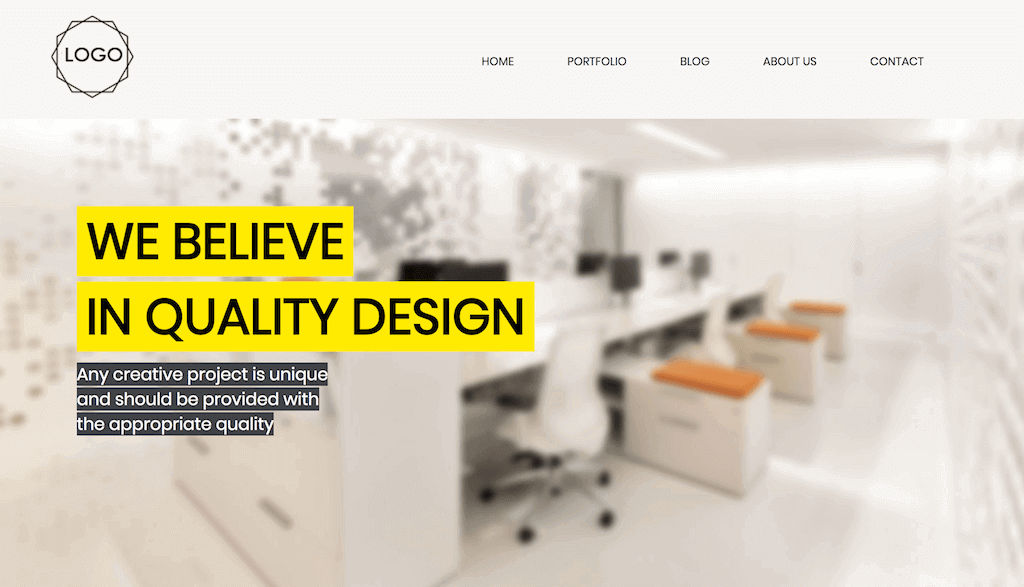 LOGO
HOME PORTFOLIO BLOG ABOUT US CONTACT
WE BELIEVE
IN QUALITY DESIGN
Any creative project is unique
and should be provided with
the appropriate quality